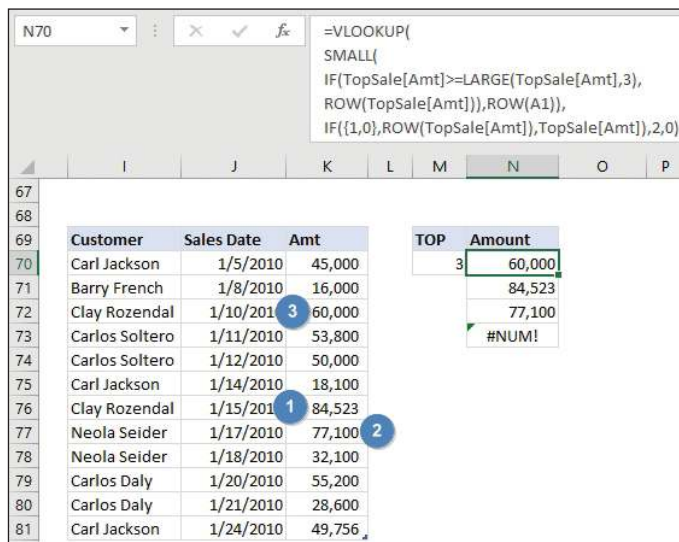 N70 fx =VLOOKUP(
SMALL(
IF(TopSale[Amt]>=LARGE(TopSale[Amt],3),
ROW(TopSale[Amt])),ROW(A1)),
IF({1,0},ROW(TopSale[Amt]),TopSale[Amt]),2,0)
I J K L M N O P
67
68
69 Customer Sales Date Amt TOP Amount
70 Carl Jackson 1/5/2010 45,000 3 60,000
71 Barry French 1/8/2010 16,000 84,523
72 Clay Rozendal 1/10/201 3 60,000 77,100
73 Carlos Soltero 1/11/2010 53,800 #NUM!
74 Carlos Soltero 1/12/2010 50,000
75 Carl Jackson 1/14/2010 18,100
76 Clay Rozendal 1/15/201 1 84,523
77 Neola Seider 1/17/2010 77,100 2
78 Neola Seider 1/18/2010 32,100
79 Carlos Daly 1/20/2010 55,200
80 Carlos Daly 1/21/2010 28,600
81 Carl Jackson 1/24/2010 49,756